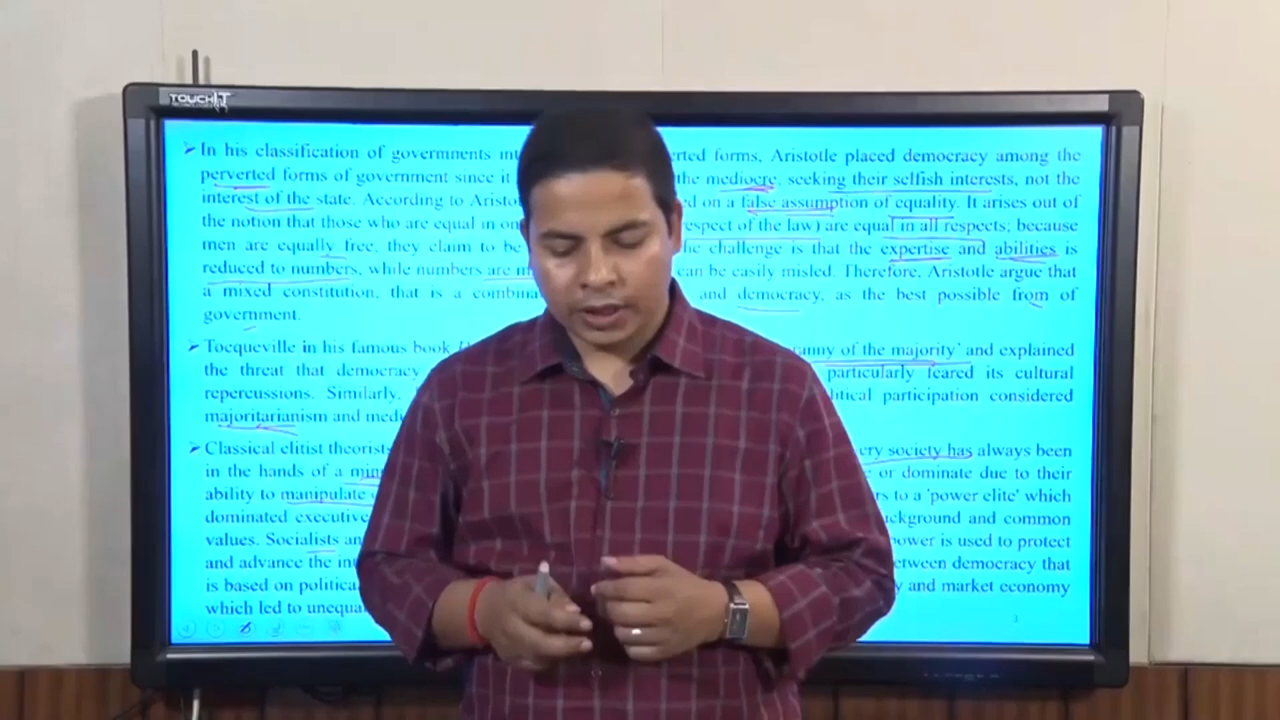 TOUCHIT
In his classification of governments int erted forms, Aristotle placed democracy among the
perverted forms of government since it the mediocre, seeking their selfish interests, not the
interest of the state. According to Aristo d on a false assumption of equality. It arises out of
the notion that those who are equal in on espect of the law) are equal in all respects; because
men are equally free, they claim to be challenge is that the expertise and abilities is
reduced to numbers, while numbers are m can be easily misled. Therefore, Aristotle argue that
a mixed constitution, that is a combina and democracy, as the best possible from of
government.
Tocqueville in his famous book ranny of the majority' and explained
the threat that democracy particularly feared its cultural
repercussions. Similarly, litical participation considered
majoritarianism and medi
Classical elitist theorists ery society has always been
in the hands of a min or dominate due to their
ability to manipulate rs to a 'power elite' which
dominated executive ckground and common
values. Socialists an power is used to protect
and advance the in between democracy that
is based on politica y and market economy
which led to unequa
3